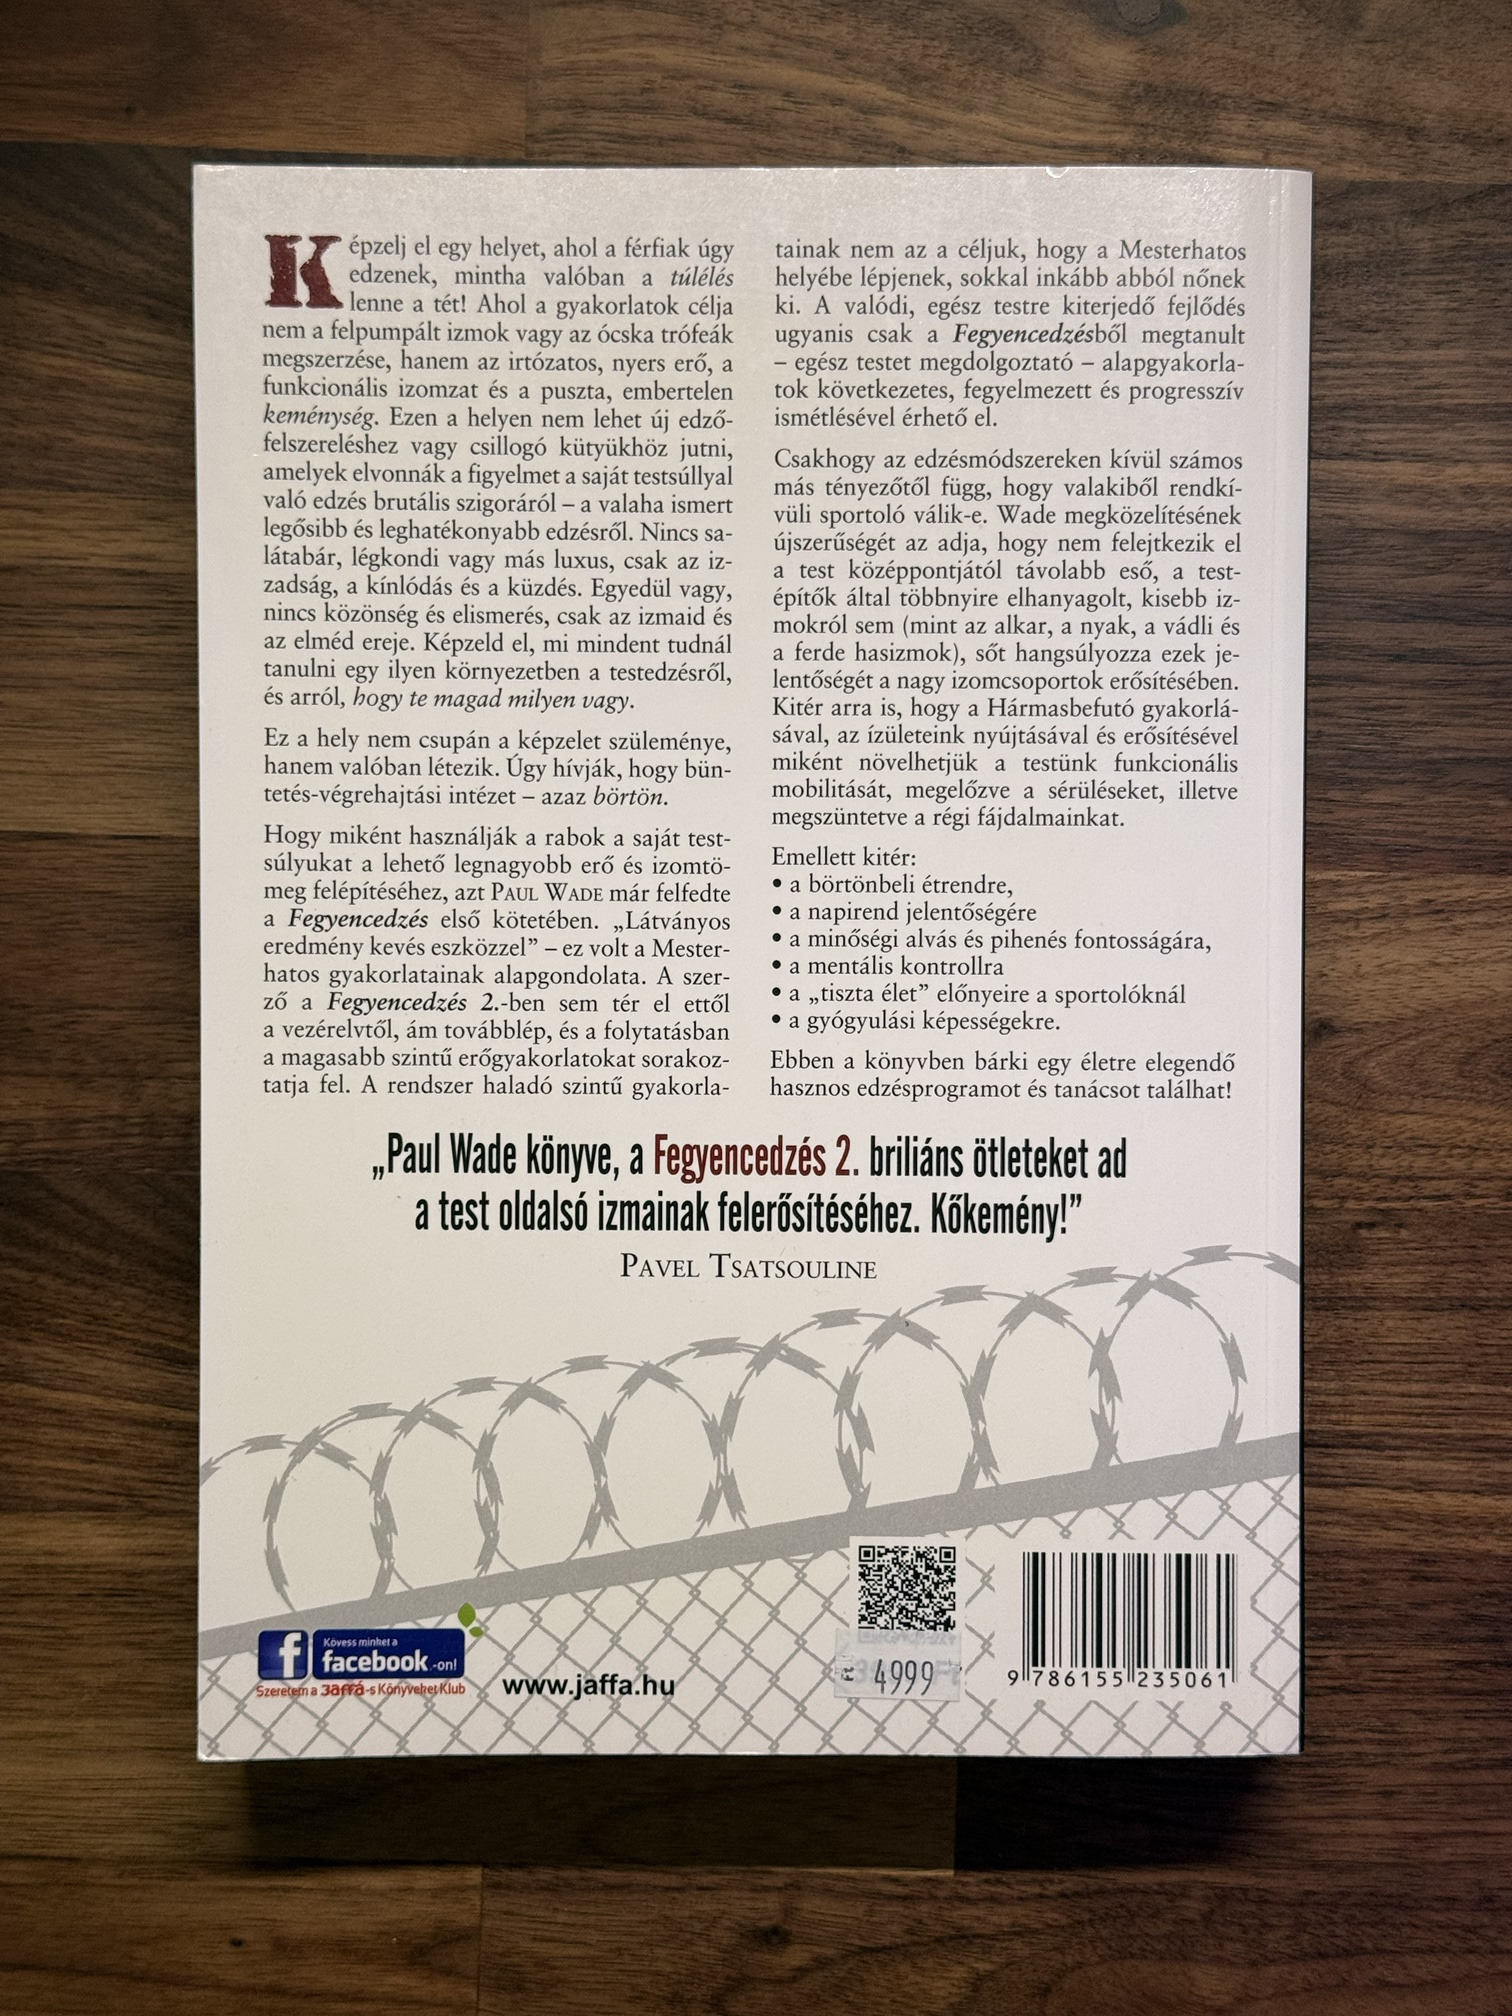 Képzelj el egy helyet, ahol a férfiak úgy
edzenek, mintha valóban a túlélés
lenne a tét! Ahol a gyakorlatok célja
nem a felpumpált izmok vagy az ócska trófeák
megszerzése, hanem az irtózatos, nyers erő, a
funkcionális izomzat és a puszta, embertelen
keménység. Ezen a helyen nem lehet új edző-
felszereléshez vagy csillogó kütyükhöz jutni,
amelyek elvonnák a figyelmet a saját testsúllyal
való edzés brutális szigoráról – a valaha ismert
legősibb és leghatékonyabb edzésről. Nincs sa-
látabár, légkondi vagy más luxus, csak az iz-
zadság, a kínlódás és a küzdés. Egyedül vagy,
nincs közönség és elismerés, csak az izmaid és
az elméd ereje. Képzeld el, mi mindent tudnál
tanulni egy ilyen környezetben a testedzésről,
és arról, hogy te magad milyen vagy.
Ez a hely nem csupán a képzelet szüleménye,
hanem valóban létezik. Úgy hívják, hogy bün-
tetés-végrehajtási intézet – azaz börtön.
Hogy miként használják a rabok a saját test-
súlyukat a lehető legnagyobb erő és izomtö-
meg felépítéséhez, azt PAUL WADE már felfedte
a Fegyencedzés első kötetében. „Látványos
eredmény kevés eszközzel” – ez volt a Mester-
hatos gyakorlatainak alapgondolata. A szer-
ző a Fegyencedzés 2.-ben sem tér el ettől
a vezérelvtől, ám továbblép, és a folytatásban
a magasabb szintű erőgyakorlatokat sorakoz-
tatja fel. A rendszer haladó szintű gyakorla-
tainak nem az a céljuk, hogy a Mesterhatos
helyébe lépjenek, sokkal inkább abból nőnek
ki. A valódi, egész testre kiterjedő fejlődés
ugyanis csak a Fegyencedzésből megtanult
– egész testet megdolgoztató – alapgyakorla-
tok következetes, fegyelmezett és progresszív
ismétlésével érhető el.
Csakhogy az edzésmódszereken kívül számos
más tényezőtől függ, hogy valakiből rendkí-
vüli sportoló válik-e. Wade megközelítésének
újszerűségét az adja, hogy nem felejtkezik el
a test középpontjától távolabb eső, a test-
építők által többnyire elhanyagolt, kisebb iz-
mokról sem (mint az alkar, a nyak, a vádli és
a ferde hasizmok), sőt hangsúlyozza ezek je-
lentőségét a nagy izomcsoportok erősítésében.
Kitér arra is, hogy a Hármasbefutó gyakorlá-
sával, az ízületeink nyújtásával és erősítésével
miként növelhetjük a testünk funkcionális
mobilitását, megelőzve a sérüléseket, illetve
megszüntetve a régi fájdalmainkat.
Emellett kitér:
• a börtönbeli étrendre,
• a napirend jelentőségére
• a minőségi alvás és pihenés fontosságára,
• a mentális kontrollra
• a „tiszta élet” előnyeire a sportolóknál
• a gyógyulási képességekre.
Ebben a könyvben bárki egy életre elegendő
hasznos edzésprogramot és tanácsot találhat!
„Paul Wade könyve, a Fegyencedzés 2. briliáns ötleteket ad
a test oldalsó izmainak felerősítéséhez. Kőkemény!”
PAVEL TSATSOULINE
f Kövess minket a
facebook-on!
Szeretem a Jaffa-s Könyveket Klub
www.jaffa.hu
4999
9 786155 235061